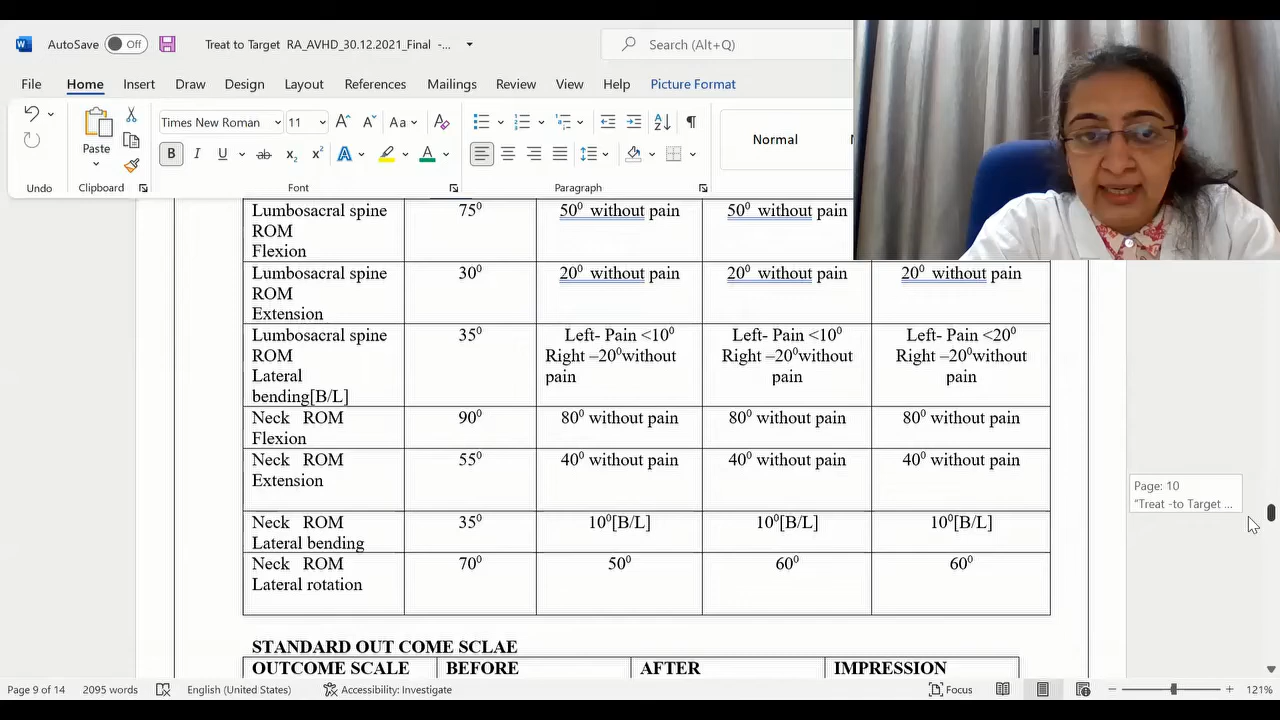 AutoSave Off Treat to Target RA_AVHD_30.12.2021_Final -... Search (Alt+Q)
File Home Insert Draw Design Layout References Mailings Review View Help Picture Format
Times New Roman 11 Aa
Paste
B I U ab x₂ x² A A
Normal
Undo Clipboard Font Paragraph
Lumbosacral spine 75⁰ 50⁰ without pain 50⁰ without pain
ROM
Flexion
Lumbosacral spine 30⁰ 20⁰ without pain 20⁰ without pain 20⁰ without pain
ROM
Extension
Lumbosacral spine 35⁰ Left- Pain <10⁰ Left- Pain <10⁰ Left- Pain <20⁰
ROM Right –20⁰without Right –20⁰without Right –20⁰without
Lateral pain pain pain
bending[B/L]
Neck ROM 90⁰ 80⁰ without pain 80⁰ without pain 80⁰ without pain
Flexion
Neck ROM 55⁰ 40⁰ without pain 40⁰ without pain 40⁰ without pain
Extension
Page: 10
"Treat -to Target ...
Neck ROM 35⁰ 10⁰[B/L] 10⁰[B/L] 10⁰[B/L]
Lateral bending
Neck ROM 70⁰ 50⁰ 60⁰ 60⁰
Lateral rotation
STANDARD OUT COME SCLAE
OUTCOME SCALE BEFORE AFTER IMPRESSION
Page 9 of 14 2095 words English (United States) Accessibility: Investigate Focus 121%